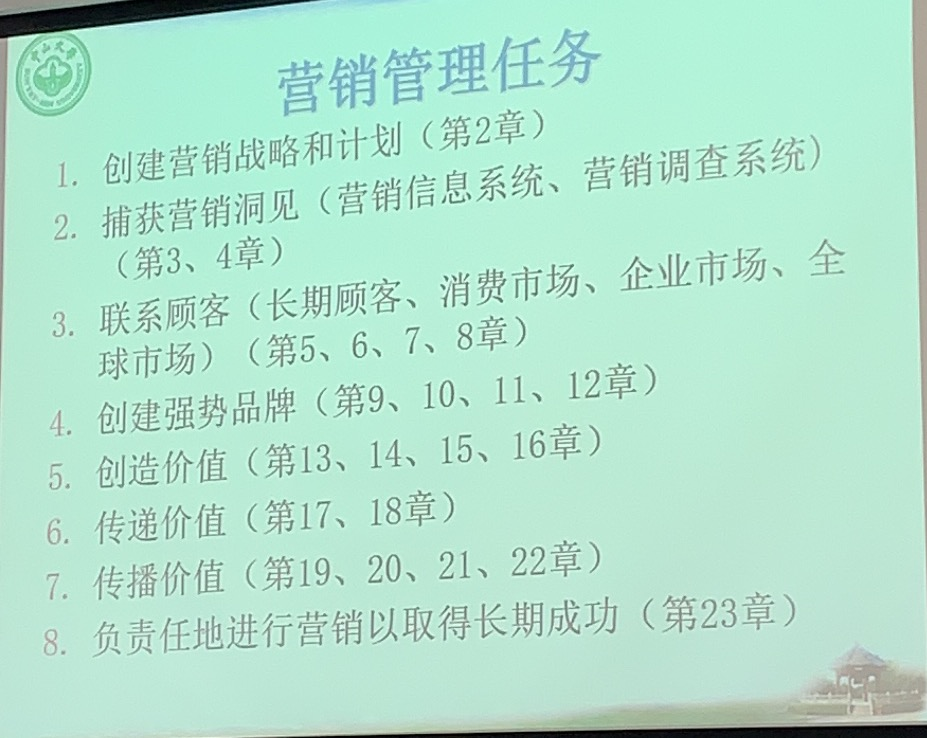 中山大学
营销管理任务
1. 创建营销战略和计划（第2章）
2. 捕获营销洞见（营销信息系统、营销调查系统）
（第3、4章）
3. 联系顾客（长期顾客、消费市场、企业市场、全
球市场）（第5、6、7、8章）
4. 创建强势品牌（第9、10、11、12章）
5. 创造价值（第13、14、15、16章）
6. 传递价值（第17、18章）
7. 传播价值（第19、20、21、22章）
8. 负责任地进行营销以取得长期成功（第23章）